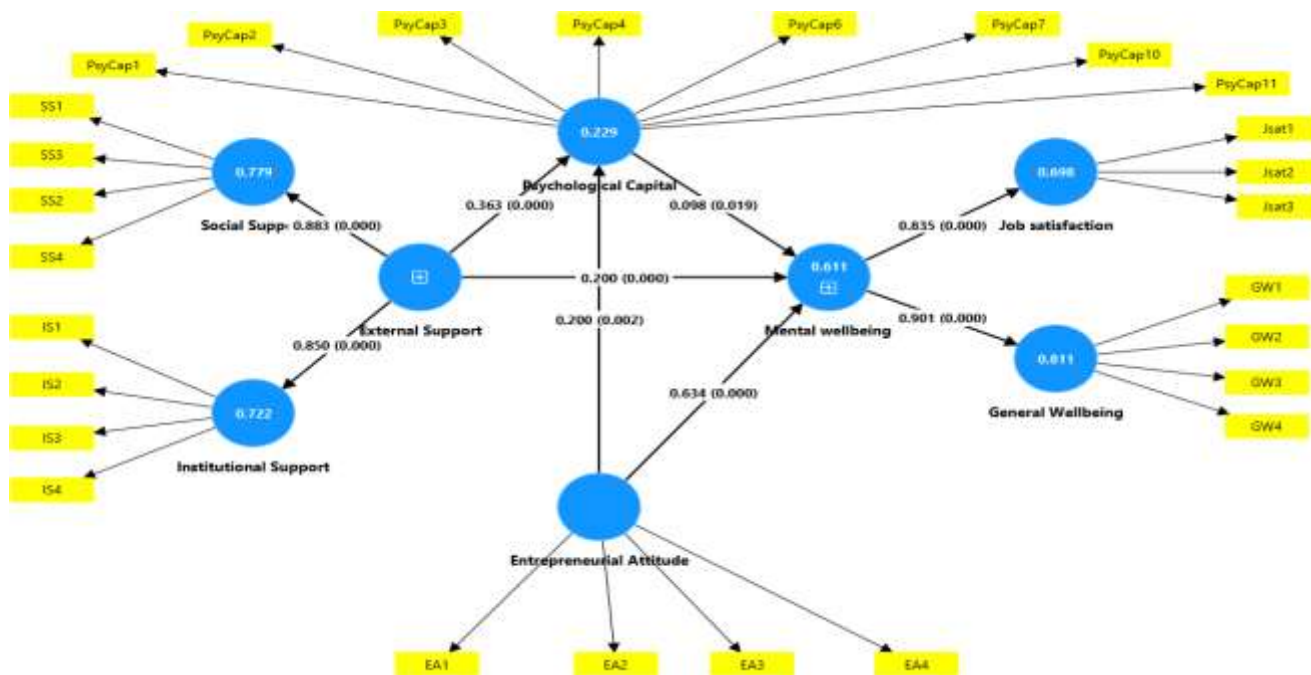 PsyCap3
PsyCap4
PsyCap6
PsyCap7
PsyCap2
PsyCap10
PsyCap1
PsyCap11
SS1
SS3
SS2
SS4
0.779
0.229
0.698
Jsat1
Jsat2
Jsat3
Psychological Capital
0.363 (0.000)
0.098 (0.019)
Social Supp
0.883 (0.000)
0.835 (0.000)
Job satisfaction
0.611
0.200 (0.000)
External Support
0.200 (0.002)
Mental wellbeing
0.901 (0.000)
GW1
GW2
GW3
GW4
IS1
IS2
IS3
IS4
0.850 (0.000)
0.722
0.811
0.634 (0.000)
General Wellbeing
Institutional Support
Entrepreneurial Attitude
EA1
EA2
EA3
EA4